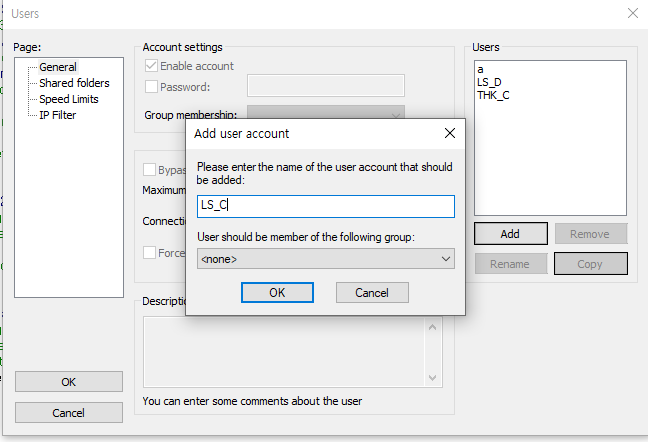 Users
Page:
General
Shared folders
Speed Limits
IP Filter
OK
Cancel
Account settings
Enable account
Password:
Group membership:
Bypas
Maximum
Connectio
Force
Descriptio
You can enter some comments about the user
Add user account
Please enter the name of the user account that should
be added:
LS_C
User should be member of the following group:
<none>
OK
Cancel
Users
a
LS_D
THK_C
Add
Remove
Rename
Copy